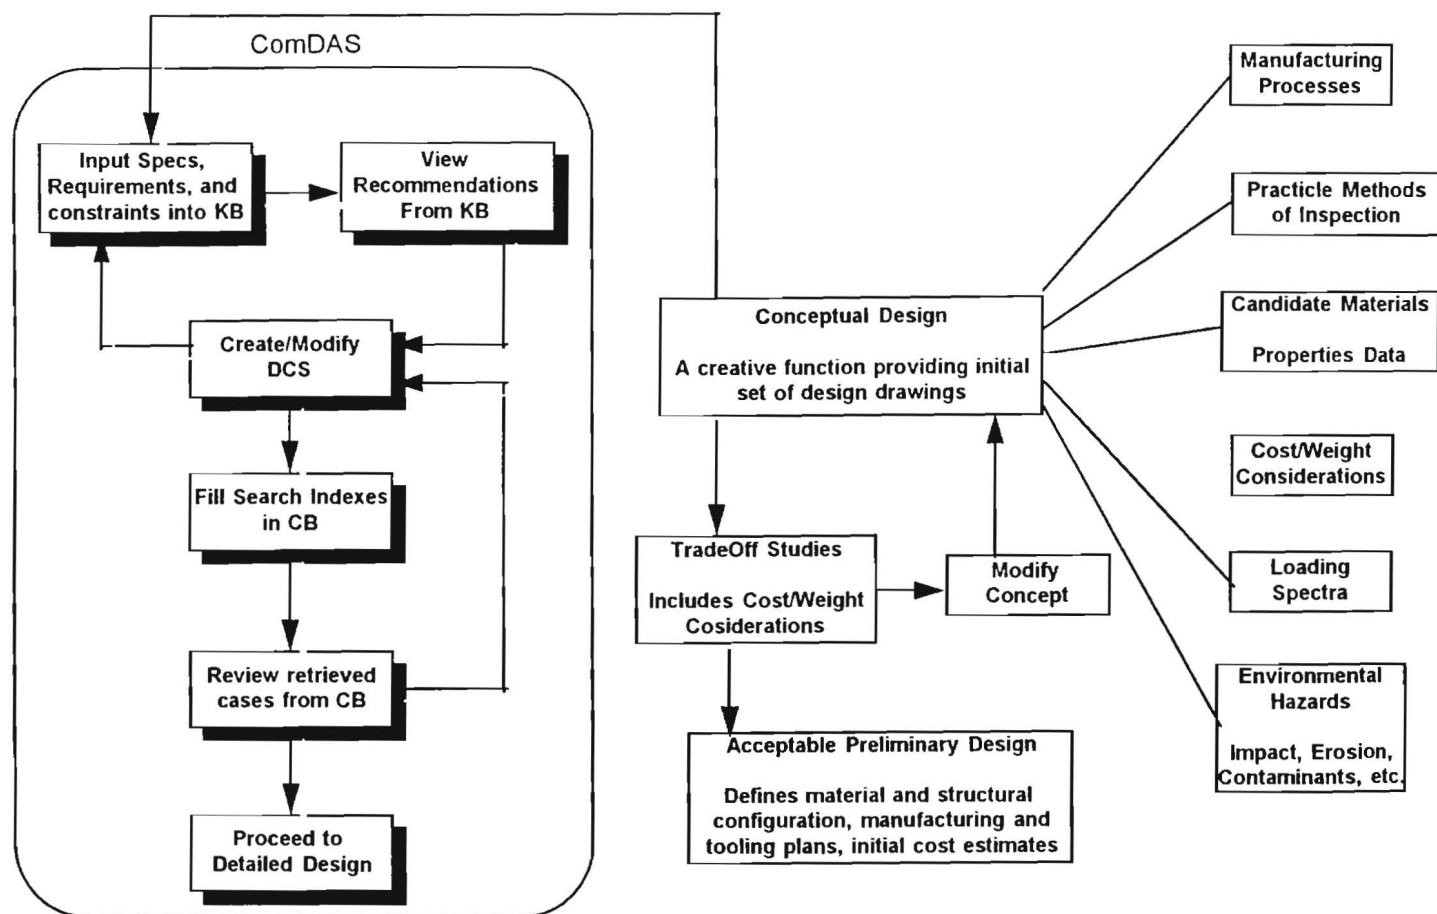 ComDAS
Input Specs,
Requirements, and
constraints into KB
View
Recommendations
From KB
Create/Modify
DCS
Fill Search Indexes
in CB
Review retrieved
cases from CB
Proceed to
Detailed Design
Conceptual Design
A creative function providing initial
set of design drawings
TradeOff Studies
Includes Cost/Weight
Cosiderations
Modify
Concept
Acceptable Preliminary Design
Defines material and structural
configuration, manufacturing and
tooling plans, initial cost estimates
Manufacturing
Processes
Practicle Methods
of Inspection
Candidate Materials
Properties Data
Cost/Weight
Considerations
Loading
Spectra
Environmental
Hazards
Impact, Erosion,
Contaminants, etc.